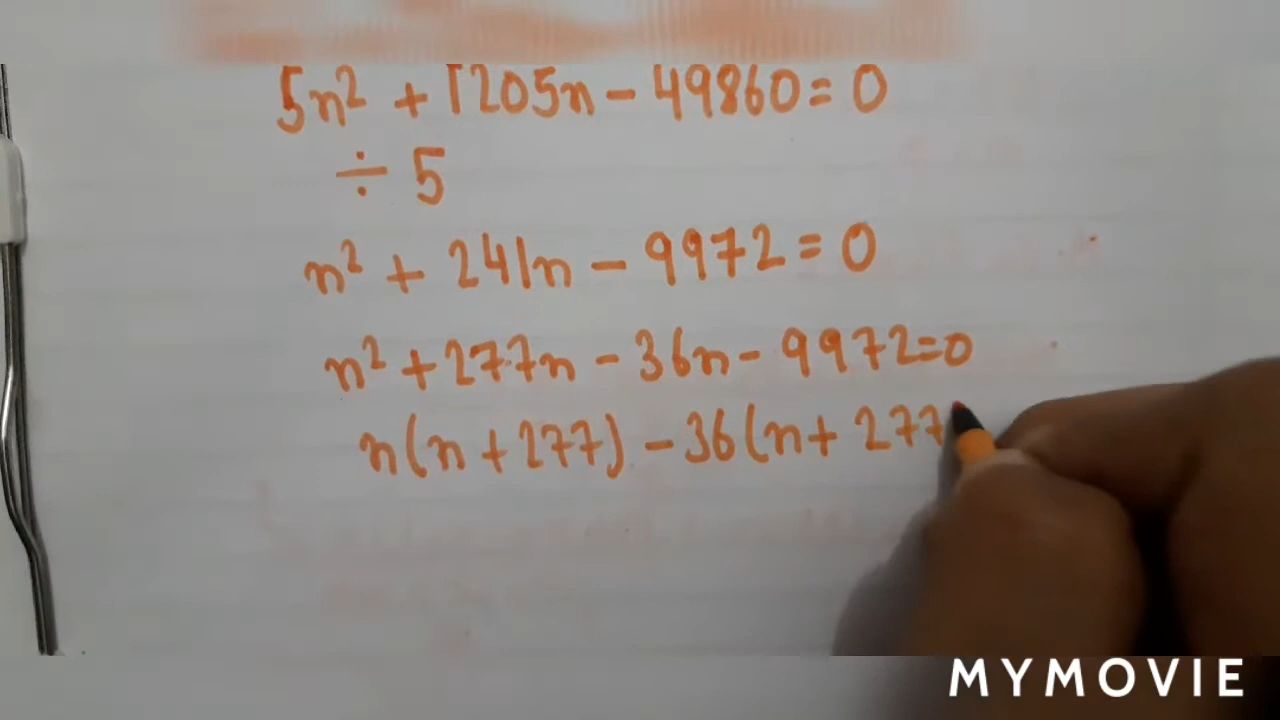 5n² + 1205n - 49860 = 0
÷ 5
n² + 241n - 9972 = 0
n² + 277n - 36n - 9972 = 0
n(n + 277) - 36(n + 277
MYMOVIE